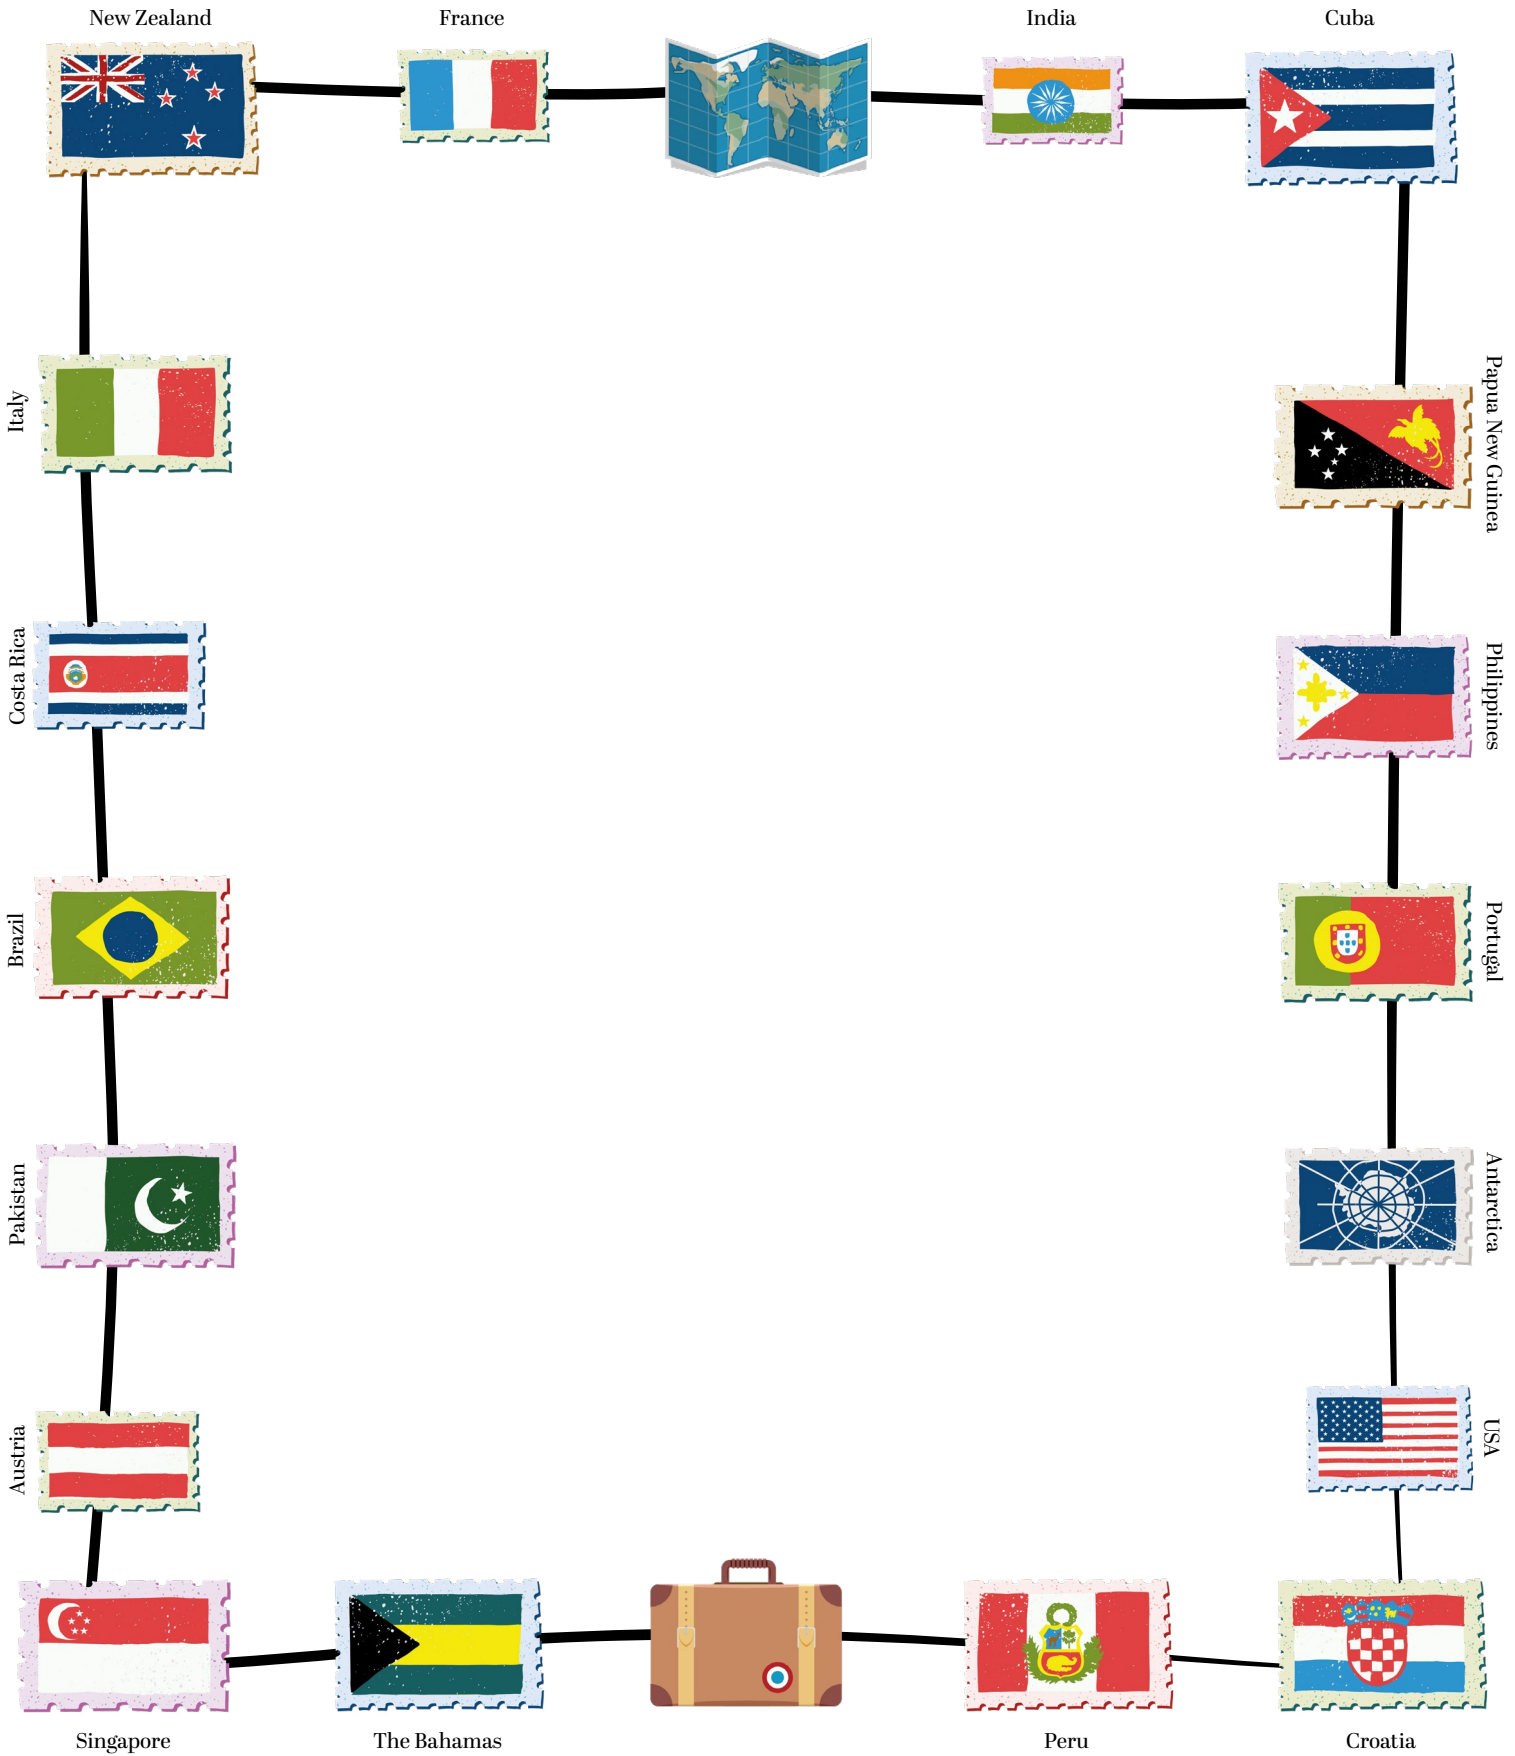 New Zealand
France
India
Cuba
Italy
Papua New Guinea
Costa Rica
Philippines
Brazil
Portugal
Pakistan
Antarctica
Austria
USA
Singapore
The Bahamas
Peru
Croatia